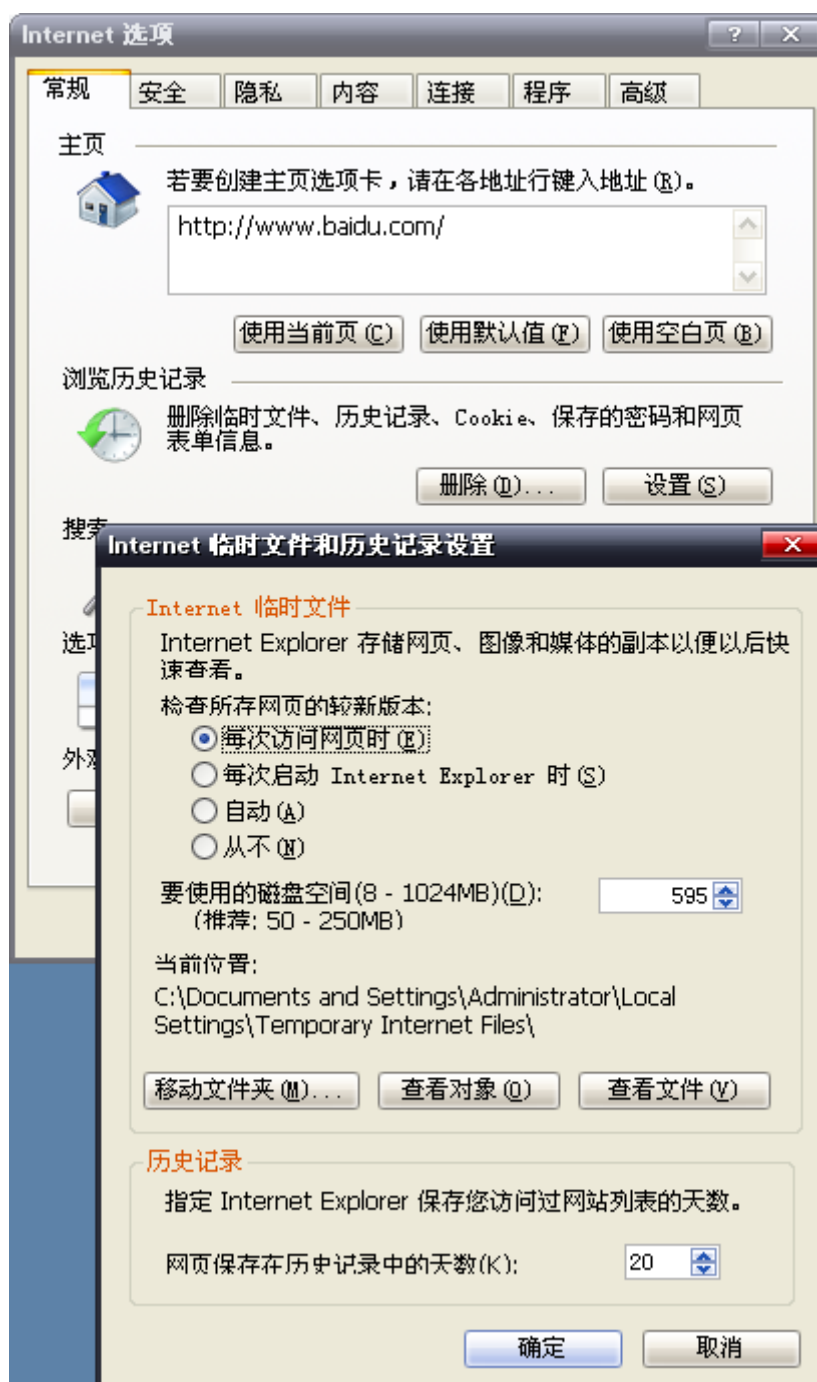 Internet 选项
常规 安全 隐私 内容 连接 程序 高级
主页
若要创建主页选项卡，请在各地址行键入地址(R)。
http://www.baidu.com/
使用当前页(C) 使用默认值(F) 使用空白页(B)
浏览历史记录
删除临时文件、历史记录、Cookie、保存的密码和网页
表单信息。
删除(D)... 设置(S)
搜索
Internet 临时文件和历史记录设置
Internet 临时文件
选项
Internet Explorer 存储网页、图像和媒体的副本以便以后快
速查看。
检查所存网页的较新版本:
每次访问网页时(E)
外观
每次启动 Internet Explorer 时(S)
自动(A)
从不(N)
要使用的磁盘空间(8 - 1024MB)(D): 595
(推荐: 50 - 250MB)
当前位置:
C:\Documents and Settings\Administrator\Local
Settings\Temporary Internet Files\
移动文件夹(M)... 查看对象(O) 查看文件(V)
历史记录
指定 Internet Explorer 保存您访问过网站列表的天数。
网页保存在历史记录中的天数(K): 20
确定 取消